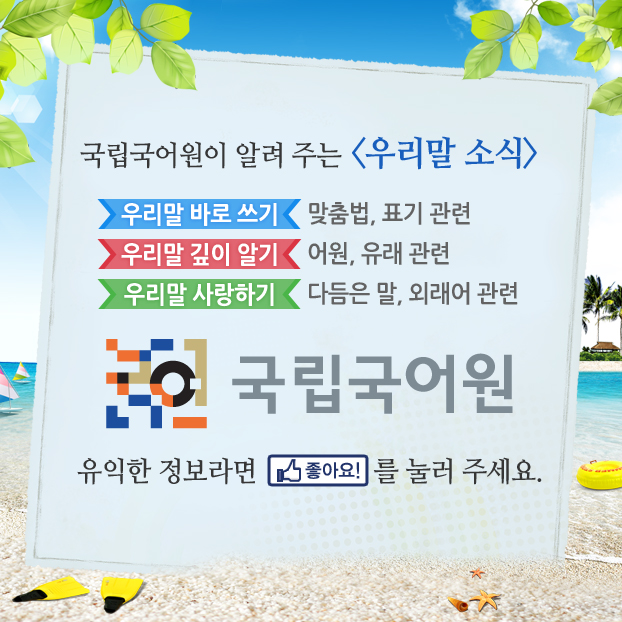 국립국어원이 알려 주는 〈우리말 소식〉
우리말 바로 쓰기 맞춤법, 표기 관련
우리말 깊이 알기 어원, 유래 관련
우리말 사랑하기 다듬은 말, 외래어 관련
국립국어원
유익한 정보라면 좋아요! 를 눌러 주세요.